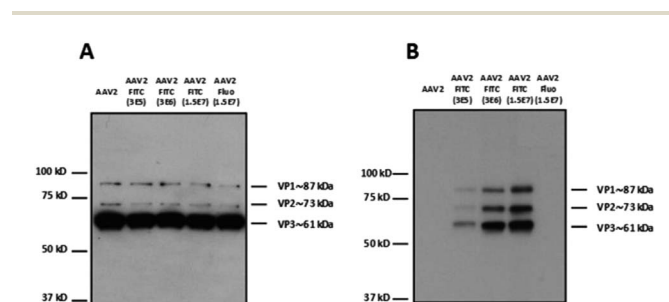 A
AAV2
AAV2 FITC (3E5)
AAV2 FITC (3E6)
AAV2 FITC (1.5E7)
AAV2 Fluo (1.5E7)
100 kD
75 kD
50 kD
37 kD
VP1~87 kDa
VP2~73 kDa
VP3~61 kDa
B
AAV2
AAV2 FITC (3E5)
AAV2 FITC (3E6)
AAV2 FITC (1.5E7)
AAV2 Fluo (1.5E7)
100 kD
75 kD
50 kD
37 kD
VP1~87 kDa
VP2~73 kDa
VP3~61 kDa